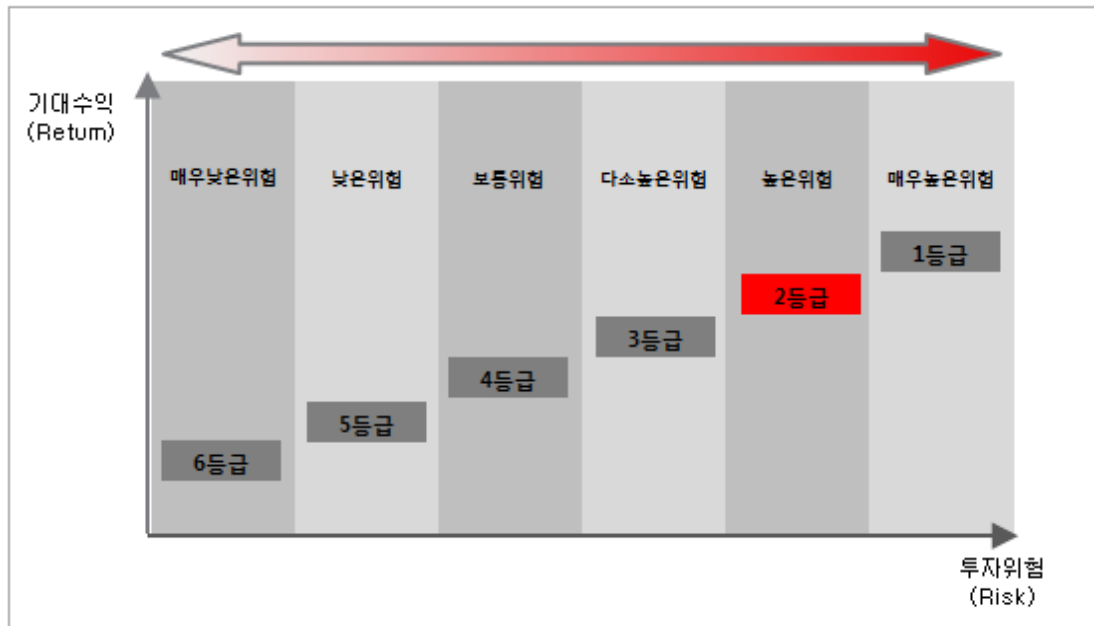 기대수익
(Retum)
매우낮은위험
낮은위험
보통위험
다소높은위험
높은위험
매우높은위험
1등급
2등급
3등급
4등급
5등급
6등급
투자위험
(Risk)